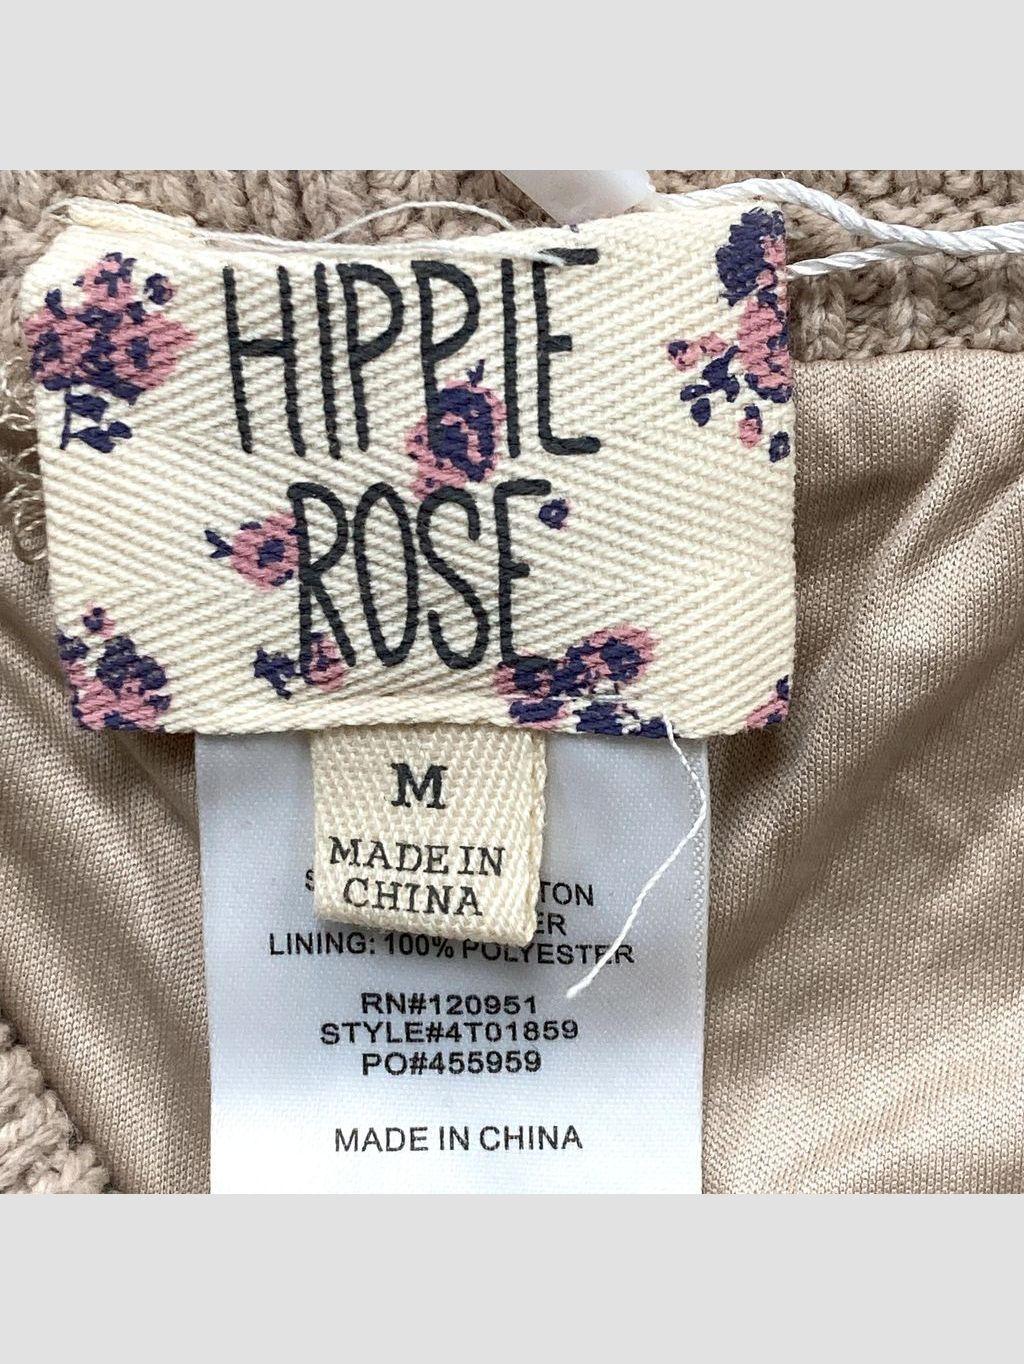 HIPPIE
ROSE
M
MADE IN
CHINA
LINING: 100% POLYESTER
RN#120951
STYLE#4T01859
PO#455959
MADE IN CHINA